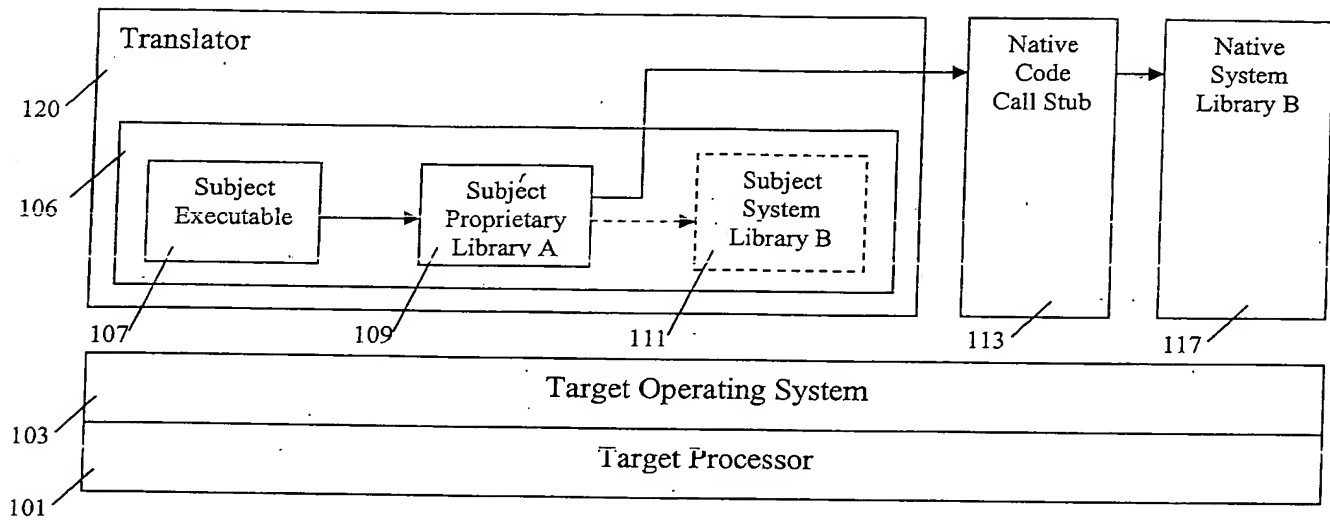 Translator
120
106
Subject
Executable
Subject
Proprietary
Library A
Subject
System
Library B
Native
Code
Call Stub
Native
System
Library B
107
109
111
113
117
Target Operating System
103
Target Processor
101